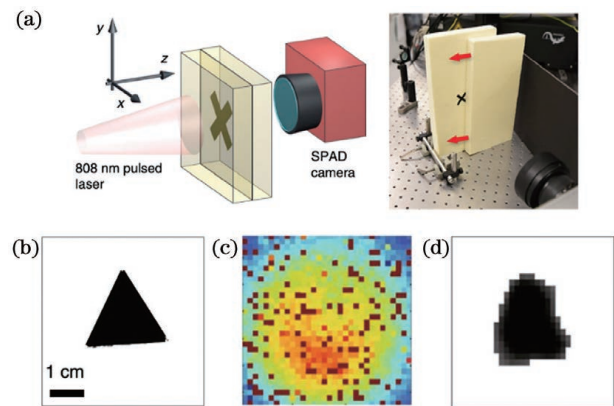 (a)
y
z
x
808 nm pulsed
laser
SPAD
camera
(b)
(c)
(d)
1 cm